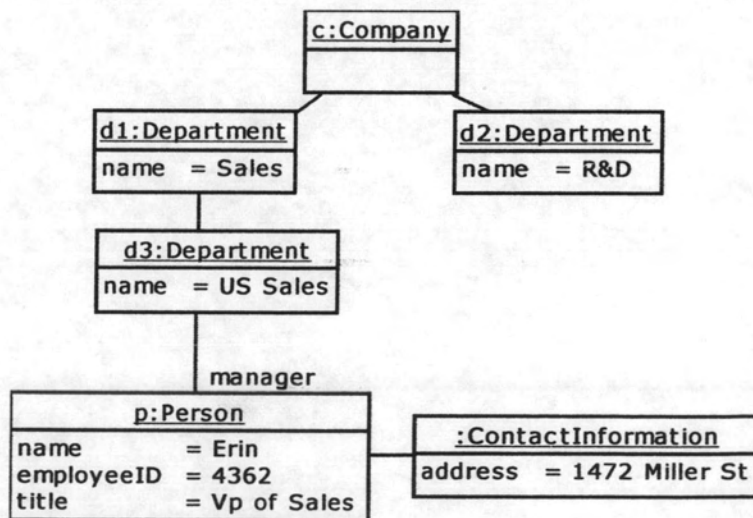 c:Company
d1:Department
name = Sales
d2:Department
name = R&D
d3:Department
name = US Sales
manager
p:Person
name = Erin
employeeID = 4362
title = Vp of Sales
:ContactInformation
address = 1472 Miller St